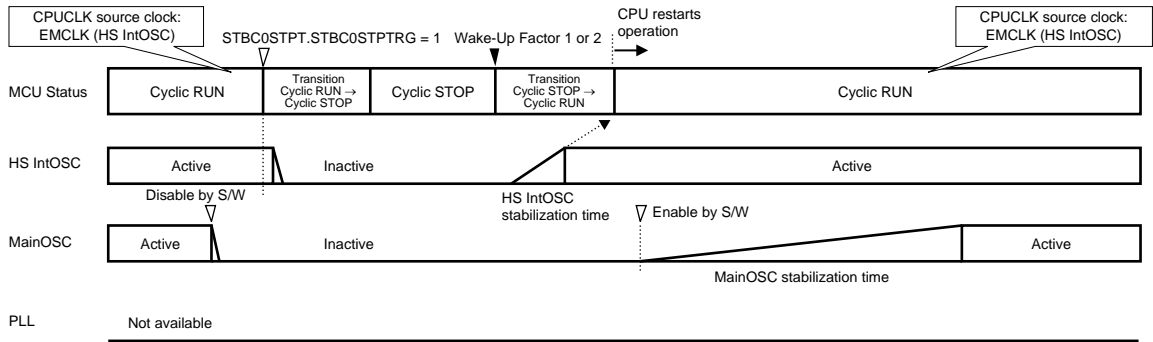 CPUCLK source clock:
EMCLK (HS IntOSC)
STBC0STPT.STBC0STPTRG = 1
Wake-Up Factor 1 or 2
CPU restarts
operation
CPUCLK source clock:
EMCLK (HS IntOSC)
MCU Status
Cyclic RUN
Transition
Cyclic RUN →
Cyclic STOP
Cyclic STOP
Transition
Cyclic STOP →
Cyclic RUN
Cyclic RUN
HS IntOSC
Active
Inactive
Active
Disable by S/W
HS IntOSC
stabilization time
Enable by S/W
MainOSC
Active
Inactive
Active
MainOSC stabilization time
PLL
Not available